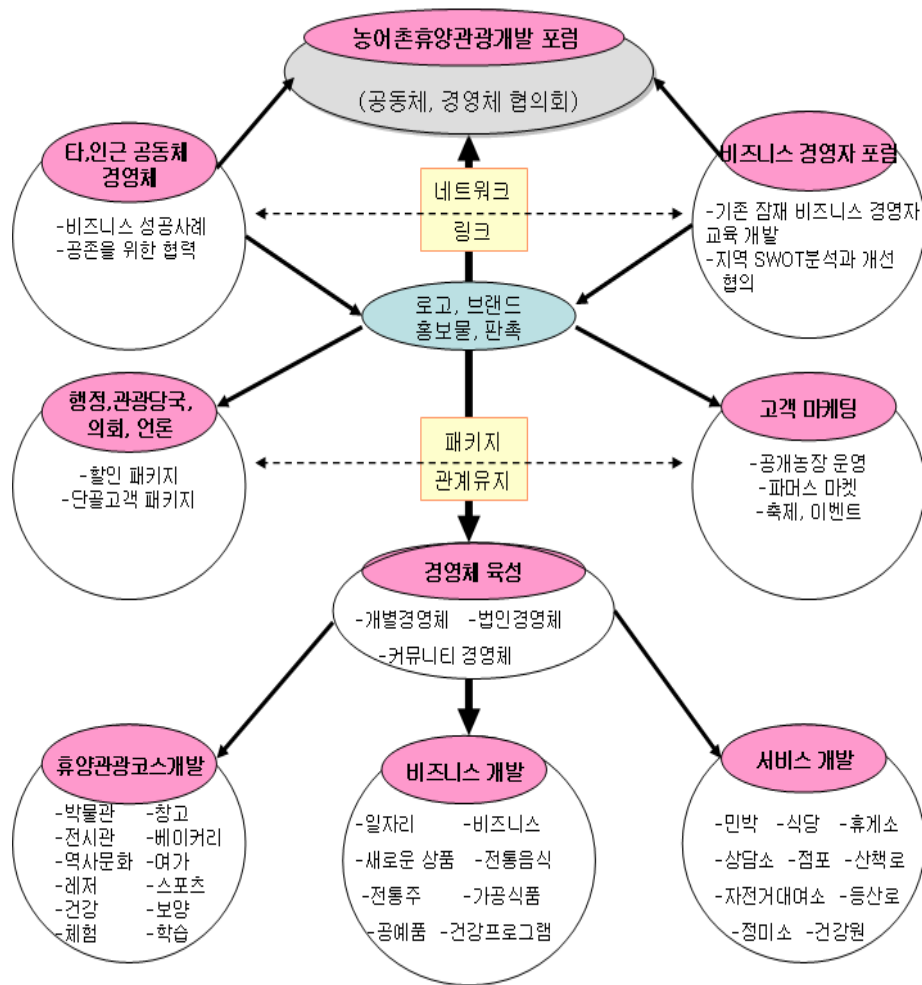 농어촌휴양관광개발 포럼
(공동체, 경영체 협의회)
타,인근 공동체
경영체
-비즈니스 성공사례
-공존을 위한 협력
네트워크
링크
비즈니스 경영자 포럼
-기존 잠재 비즈니스 경영자
교육 개발
-지역 SWOT분석과 개선
협의
로고, 브랜드
홍보물, 판촉
행정,관광당국,
의회, 언론
-할인 패키지
-단골고객 패키지
패키지
관계유지
고객 마케팅
-공개농장 운영
-파머스 마켓
-축제, 이벤트
경영체 육성
-개별경영체 -법인경영체
-커뮤니티 경영체
휴양관광코스개발
-박물관 -창고
-전시관 -베이커리
-역사문화 -여가
-레저 -스포츠
-건강 -보양
-체험 -학습
비즈니스 개발
-일자리 -비즈니스
-새로운 상품 -전통음식
-전통주 -가공식품
-공예품 -건강프로그램
서비스 개발
-민박 -식당 -휴게소
-상담소 -점포 -산책로
-자전거대여소 -등산로
-정미소 -건강원